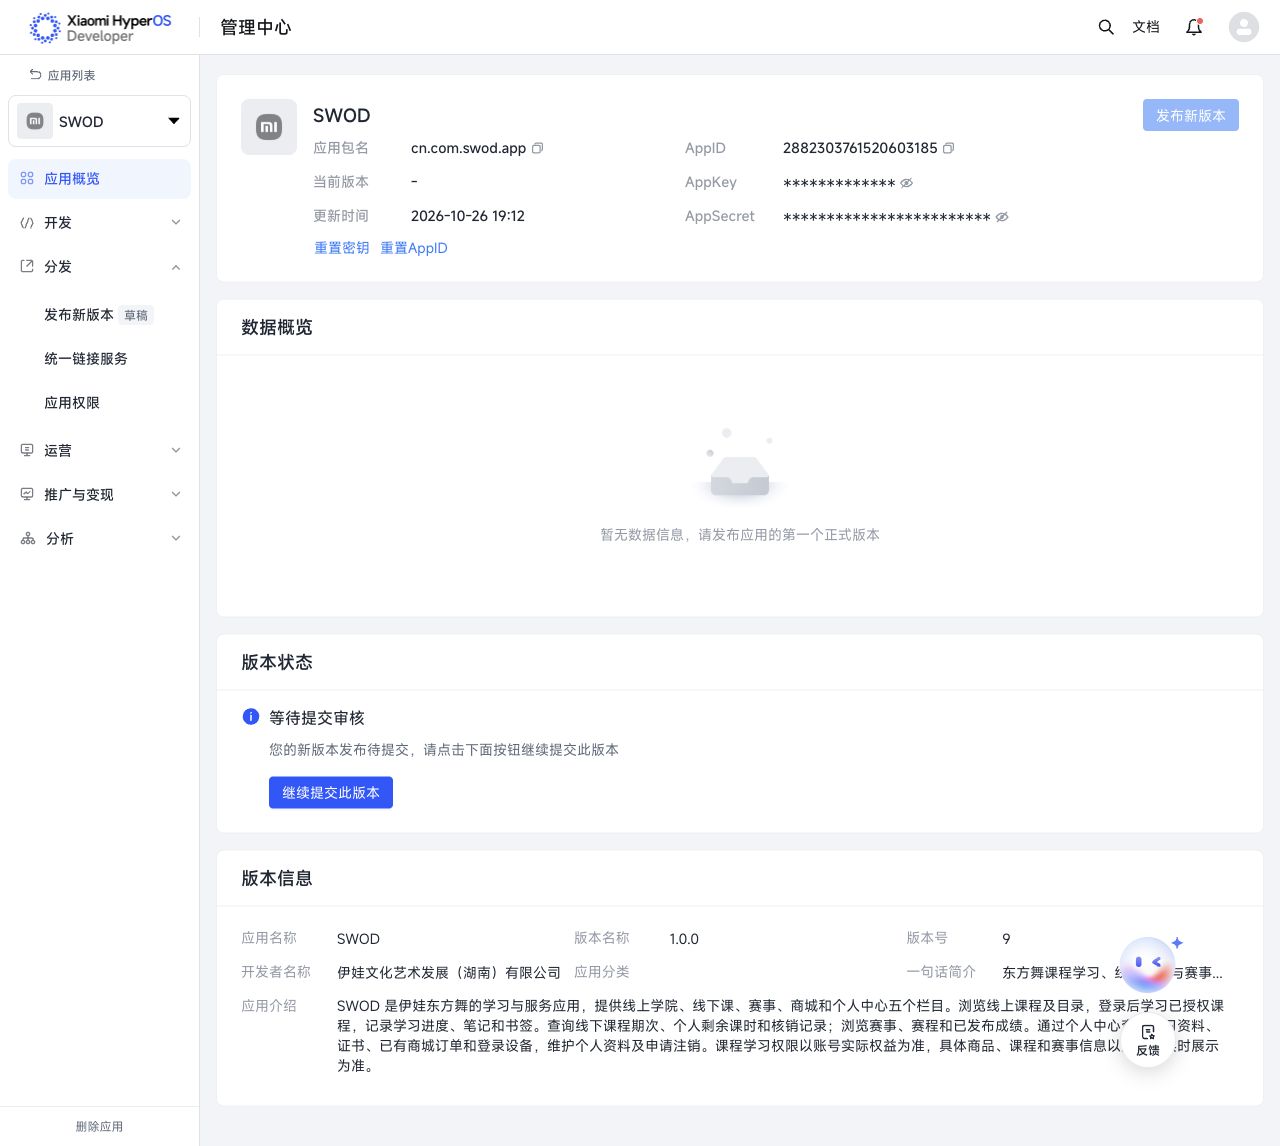 Xiaomi HyperOS
Developer
管理中心
文档
应用列表
SWOD
应用概览
开发
分发
发布新版本 草稿
统一链接服务
应用权限
运营
推广与变现
分析
删除应用
SWOD
发布新版本
应用包名 cn.com.swod.app AppID 2882303761520603185
当前版本 - AppKey *************
更新时间 2026-10-26 19:12 AppSecret ************************
重置密钥 重置AppID
数据概览
暂无数据信息，请发布应用的第一个正式版本
版本状态
等待提交审核
您的新版本发布待提交，请点击下面按钮继续提交此版本
继续提交此版本
版本信息
应用名称 SWOD 版本名称 1.0.0 版本号 9
开发者名称 伊娃文化艺术发展（湖南）有限公司 应用分类 一句话简介 东方舞课程学习、 与赛事...
应用介绍 SWOD 是伊娃东方舞的学习与服务应用，提供线上学院、线下课、赛事、商城和个人中心五个栏目。浏览线上课程及目录，登录后学习已授权课
程，记录学习进度、笔记和书签。查询线下课程期次、个人剩余课时和核销记录；浏览赛事、赛程和已发布成绩。通过个人中心 资料、
证书、已有商城订单和登录设备，维护个人资料及申请注销。课程学习权限以账号实际权益为准，具体商品、课程和赛事信息以 时展示
为准。
反馈